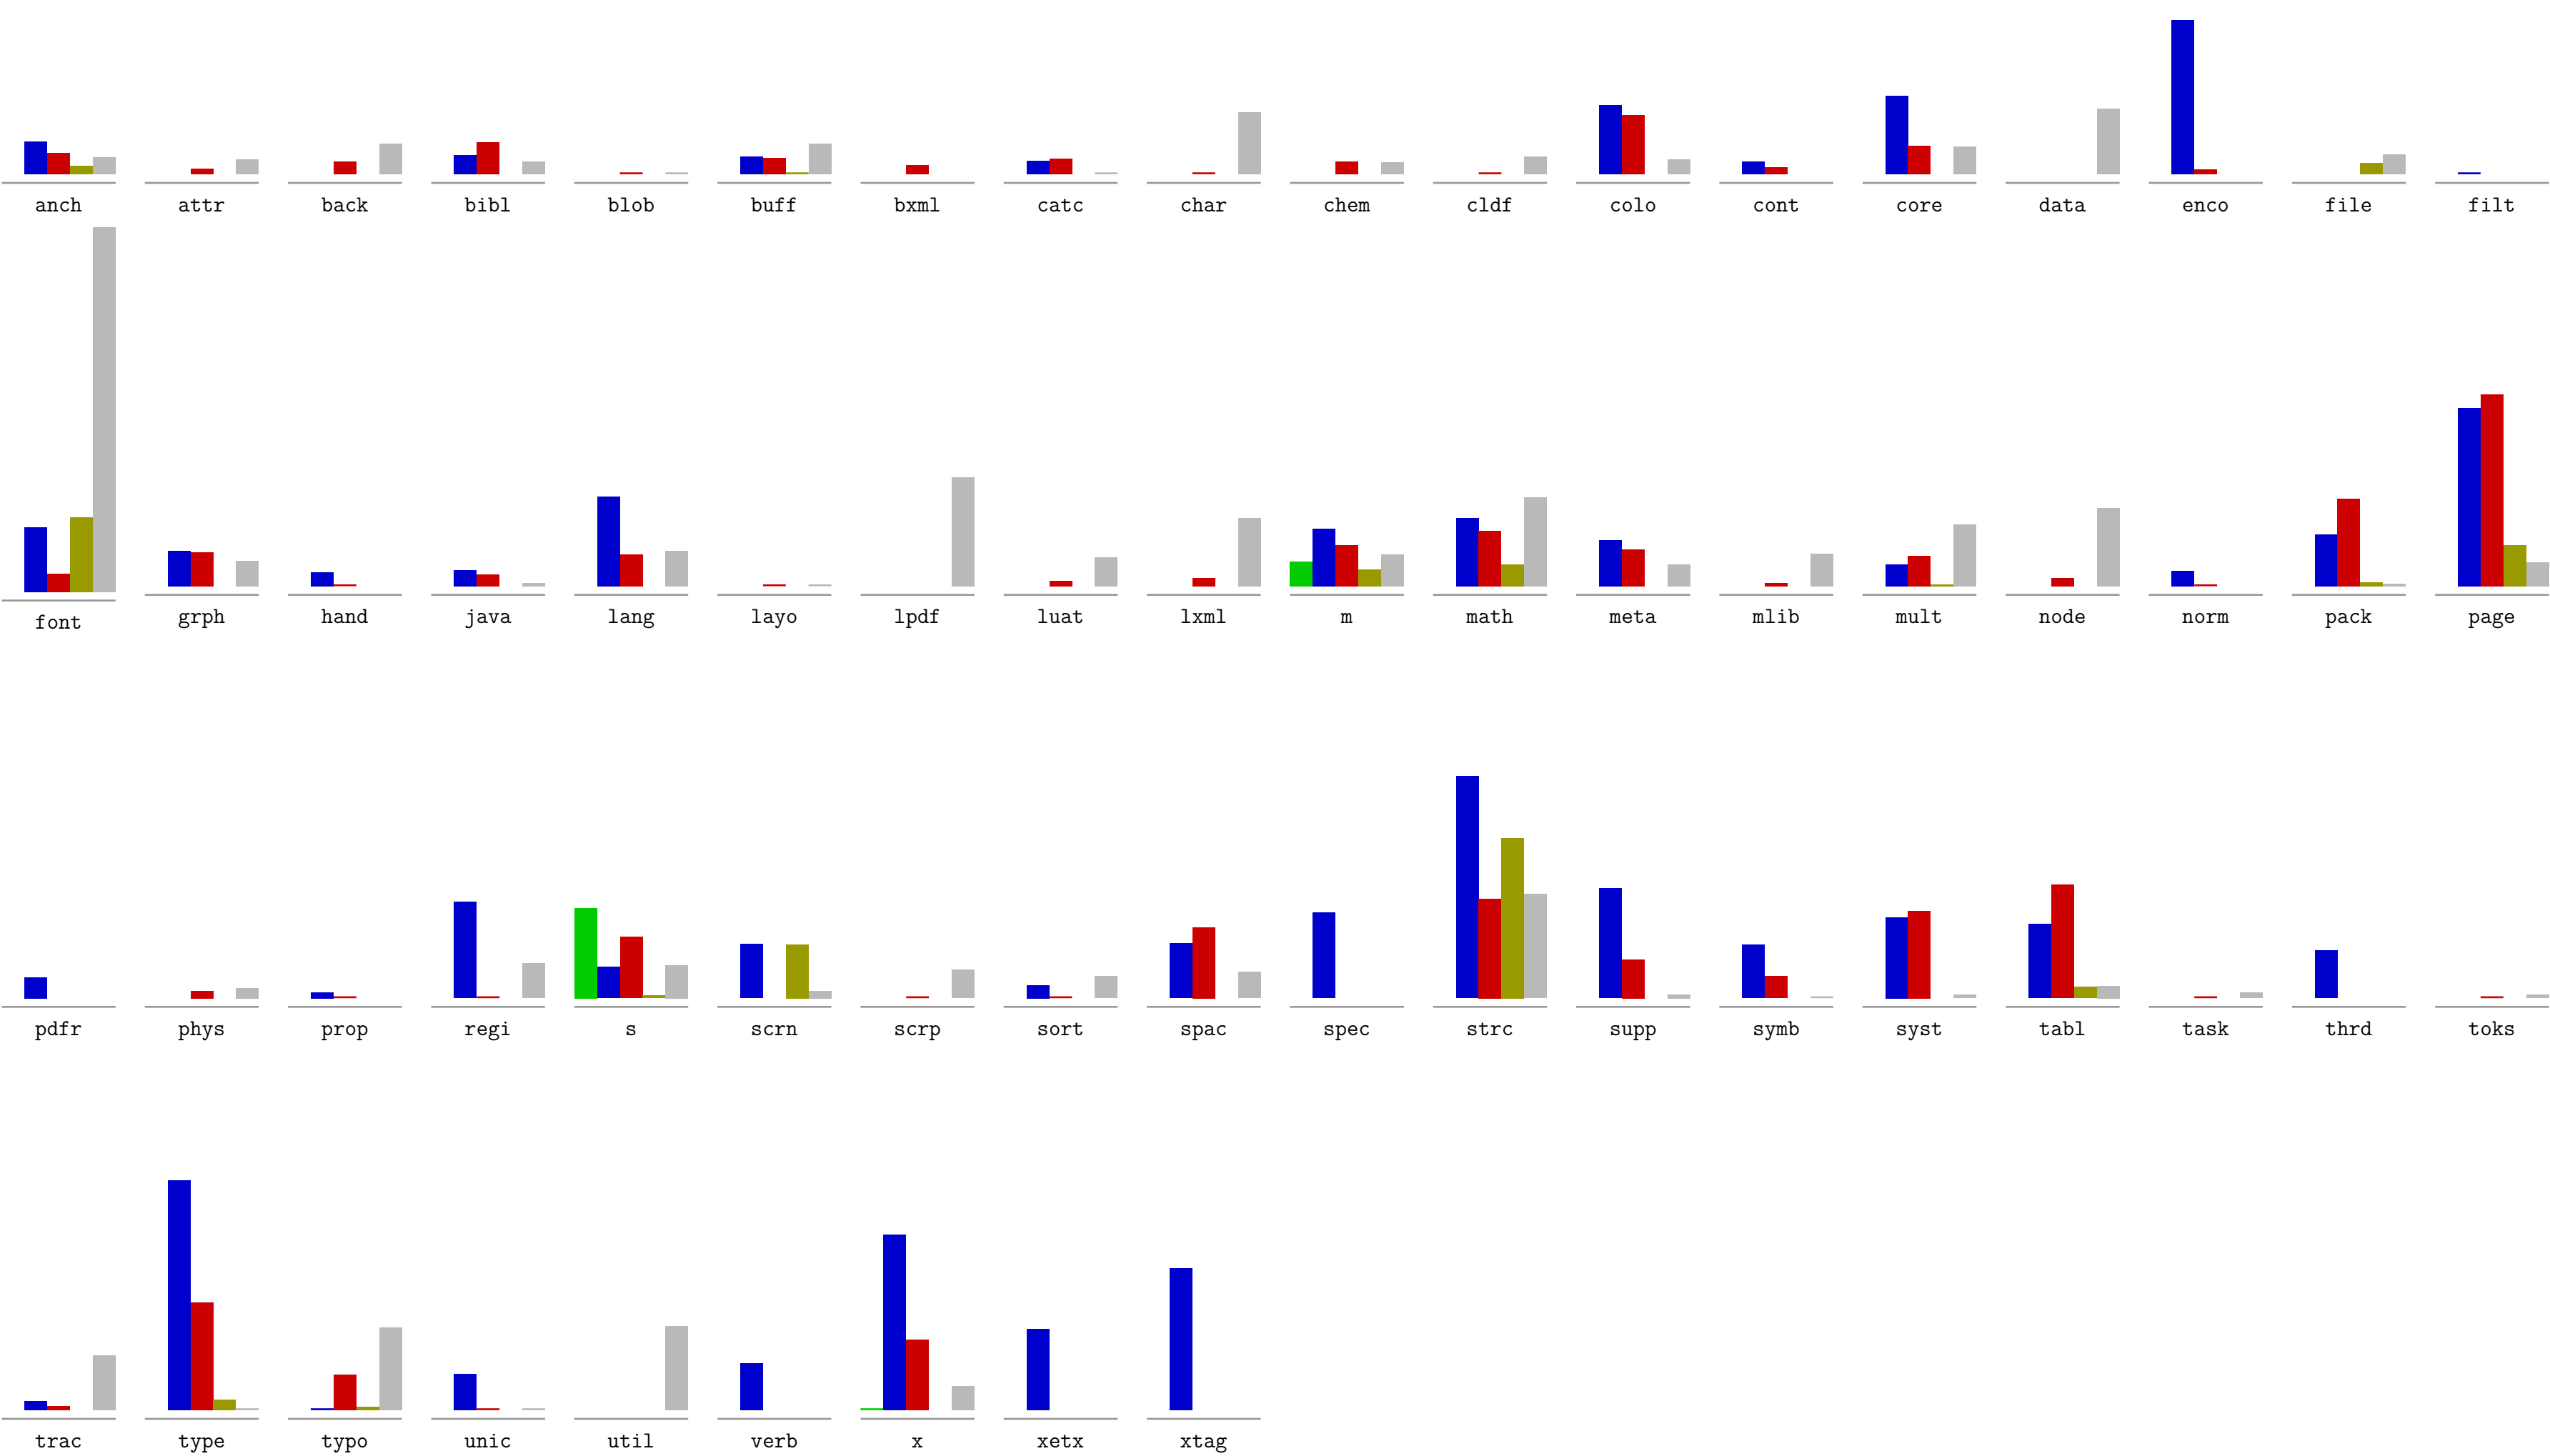 anch attr back bibl blob buff bxml catc char chem cldf colo cont core data enco file filt
font grph hand java lang layo lpdf luat lxml m math meta mlib mult node norm pack page
pdfr phys prop regi s scrn scrp sort spac spec strc supp symb syst tabl task thrd toks
trac type typo unic util verb x xetx xtag